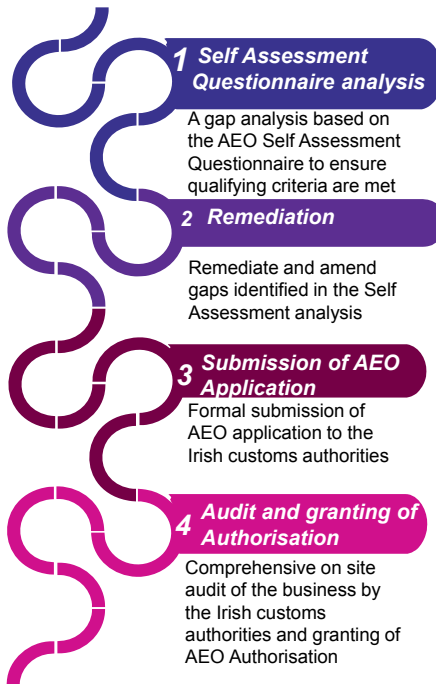 1 Self Assessment
Questionnaire analysis
A gap analysis based on
the AEO Self Assessment
Questionnaire to ensure
qualifying criteria are met
2 Remediation
Remediate and amend
gaps identified in the Self
Assessment analysis
3 Submission of AEO
Application
Formal submission of
AEO application to the
Irish customs authorities
4 Audit and granting of
Authorisation
Comprehensive on site
audit of the business by
the Irish customs
authorities and granting of
AEO Authorisation